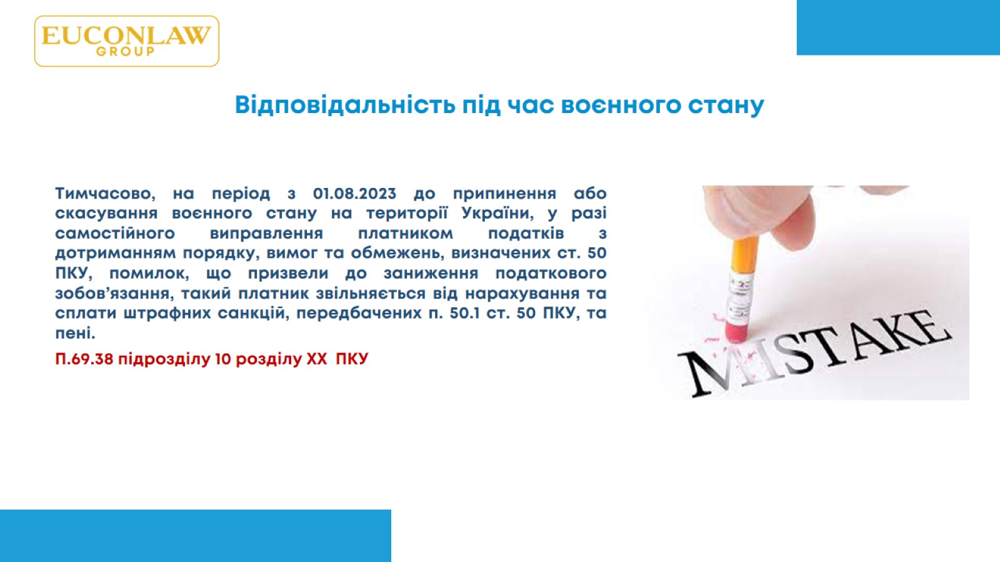 EUCONLAW
GROUP
Відповідальність під час воєнного стану
Тимчасово, на період з 01.08.2023 до припинення або
скасування воєнного стану на території України, у разі
самостійного виправлення платником податків з
дотриманням порядку, вимог та обмежень, визначених ст. 50
ПКУ, помилок, що призвели до заниження податкового
зобов’язання, такий платник звільняється від нарахування та
сплати штрафних санкцій, передбачених п. 50.1 ст. 50 ПКУ, та
пені.
П.69.38 підрозділу 10 розділу ХХ ПКУ
MISTAKE